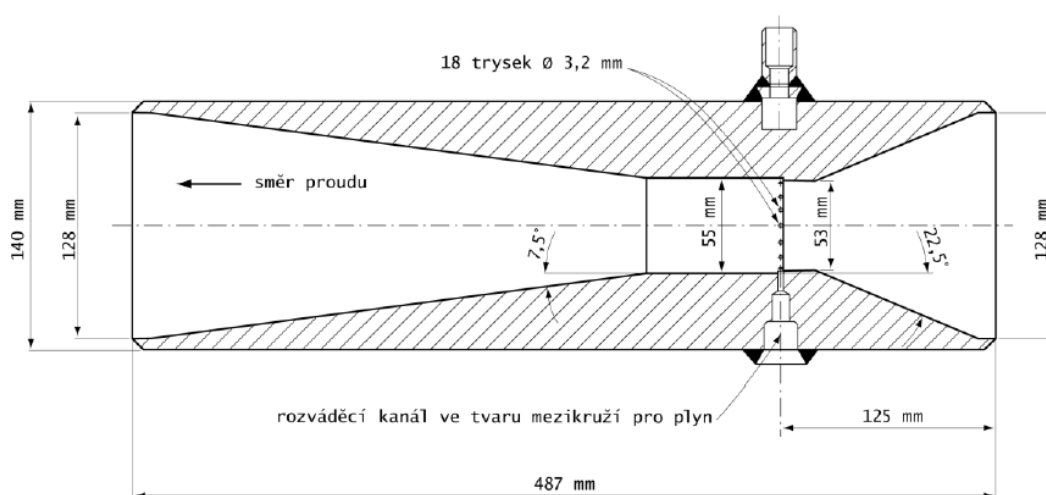 18 trysek Ø 3,2 mm
směr proudu
140 mm
128 mm
7,5°
55 mm
53 mm
22,5°
128 mm
rozváděcí kanál ve tvaru mezikruží pro plyn
125 mm
487 mm